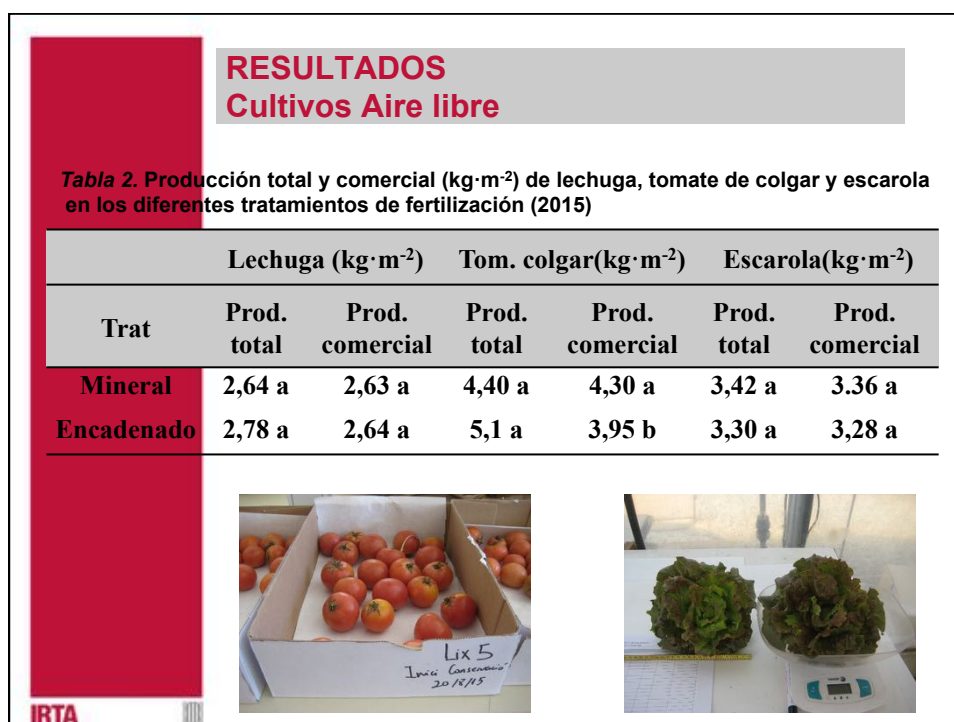 RESULTADOS
Cultivos Aire libre
Tabla 2. Producción total y comercial (kg·m-2) de lechuga, tomate de colgar y escarola
en los diferentes tratamientos de fertilización (2015)
Lechuga (kg·m-2) Tom. colgar(kg·m-2) Escarola(kg·m-2)
Trat Prod. total Prod. comercial Prod. total Prod. comercial Prod. total Prod. comercial
Mineral 2,64 a 2,63 a 4,40 a 4,30 a 3,42 a 3.36 a
Encadenado 2,78 a 2,64 a 5,1 a 3,95 b 3,30 a 3,28 a
Lix 5
Inici Conservació
20/8/15
IRTA